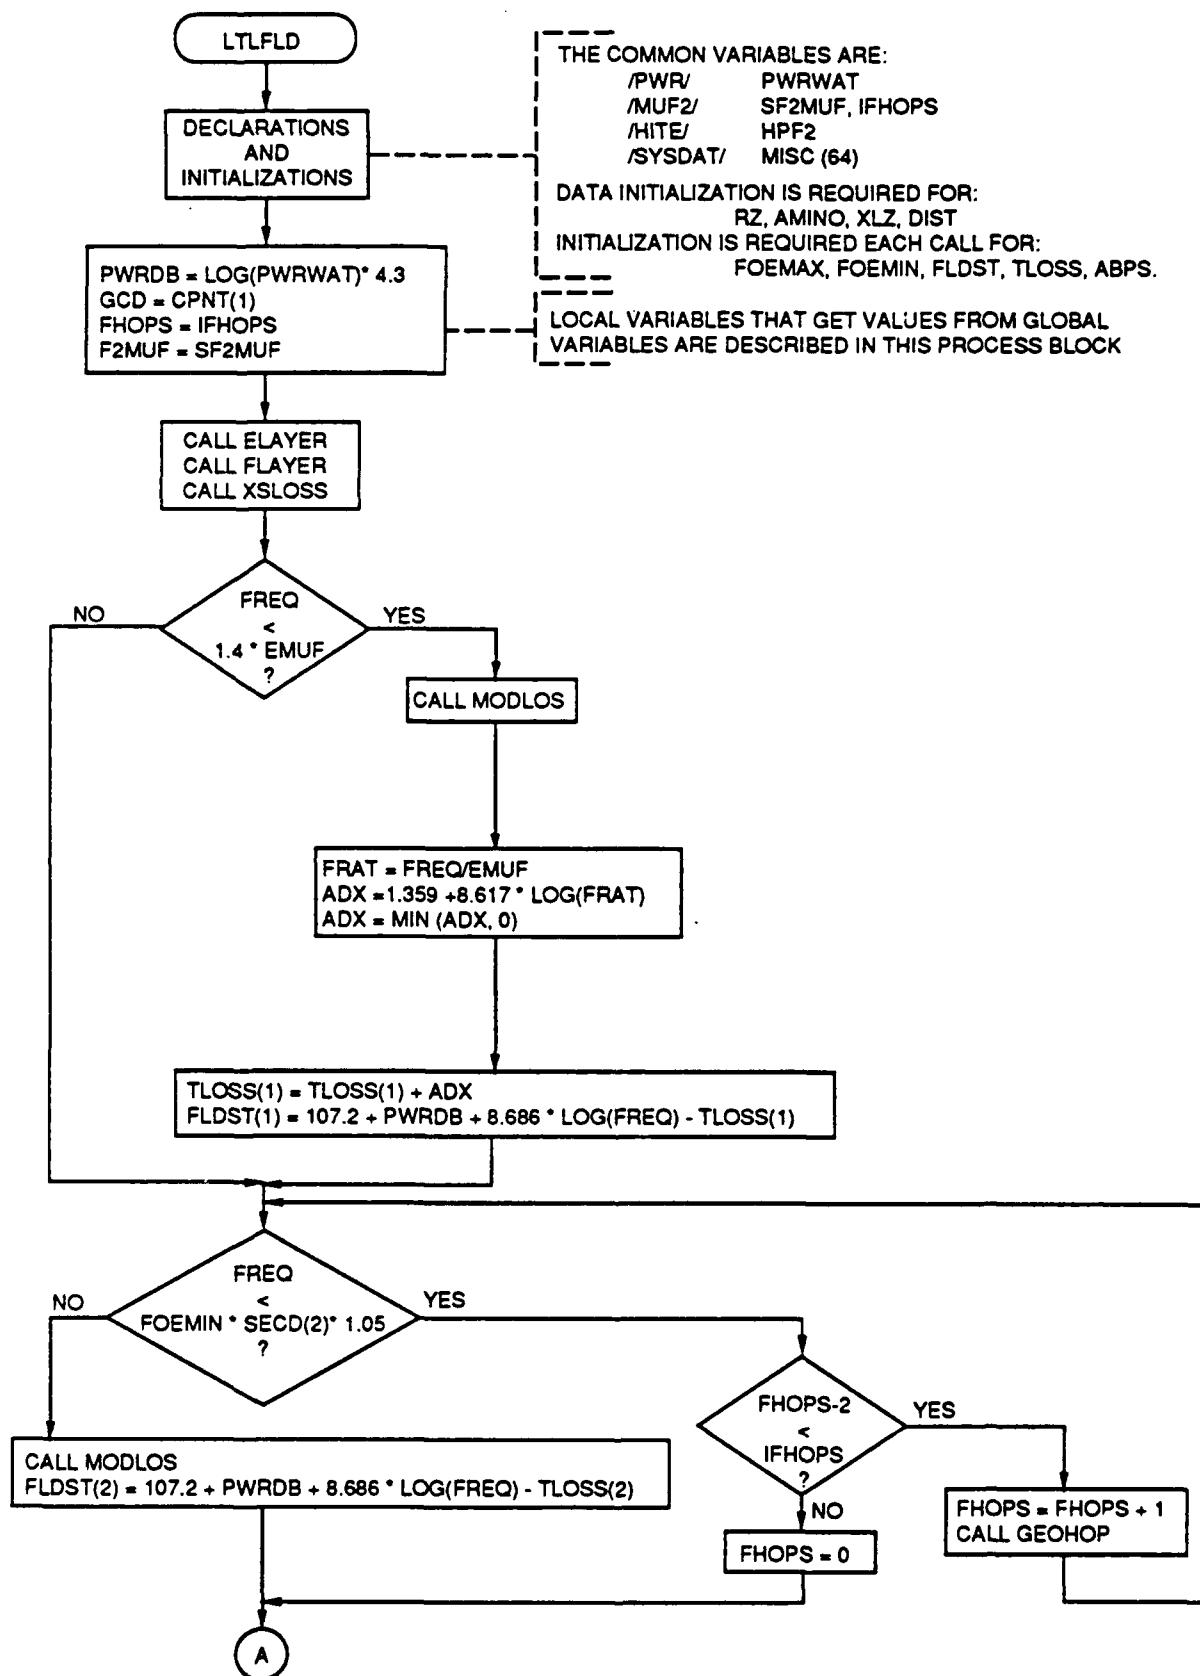 LTLFLD
DECLARATIONS
AND
INITIALIZATIONS
THE COMMON VARIABLES ARE:
/PWR/ PWRWAT
/MUF2/ SF2MUF, IFHOPS
/HITE/ HPF2
/SYSDAT/ MISC (64)
DATA INITIALIZATION IS REQUIRED FOR:
RZ, AMINO, XLZ, DIST
INITIALIZATION IS REQUIRED EACH CALL FOR:
FOEMAX, FOEMIN, FLDST, TLOSS, ABPS.
PWRDB = LOG(PWRWAT)* 4.3
GCD = CPNT(1)
FHOPS = IFHOPS
F2MUF = SF2MUF
LOCAL VARIABLES THAT GET VALUES FROM GLOBAL
VARIABLES ARE DESCRIBED IN THIS PROCESS BLOCK
CALL ELAYER
CALL FLAYER
CALL XSLOSS
FREQ
<
1.4 * EMUF
?
NO
YES
CALL MODLOS
FRAT = FREQ/EMUF
ADX =1.359 +8.617 * LOG(FRAT)
ADX = MIN (ADX, 0)
TLOSS(1) = TLOSS(1) + ADX
FLDST(1) = 107.2 + PWRDB + 8.686 * LOG(FREQ) - TLOSS(1)
FREQ
<
FOEMIN * SECD(2)* 1.05
?
NO
YES
FHOPS-2
<
IFHOPS
?
YES
NO
CALL MODLOS
FLDST(2) = 107.2 + PWRDB + 8.686 * LOG(FREQ) - TLOSS(2)
FHOPS = FHOPS + 1
CALL GEOHOP
FHOPS = 0
A